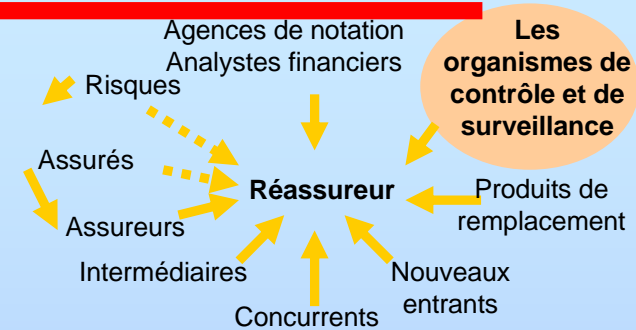 Agences de notation
Analystes financiers
Les
organismes de
contrôle et de
surveillance
Risques
Assurés
Réassureur
Produits de
remplacement
Assureurs
Intermédiaires
Nouveaux
entrants
Concurrents